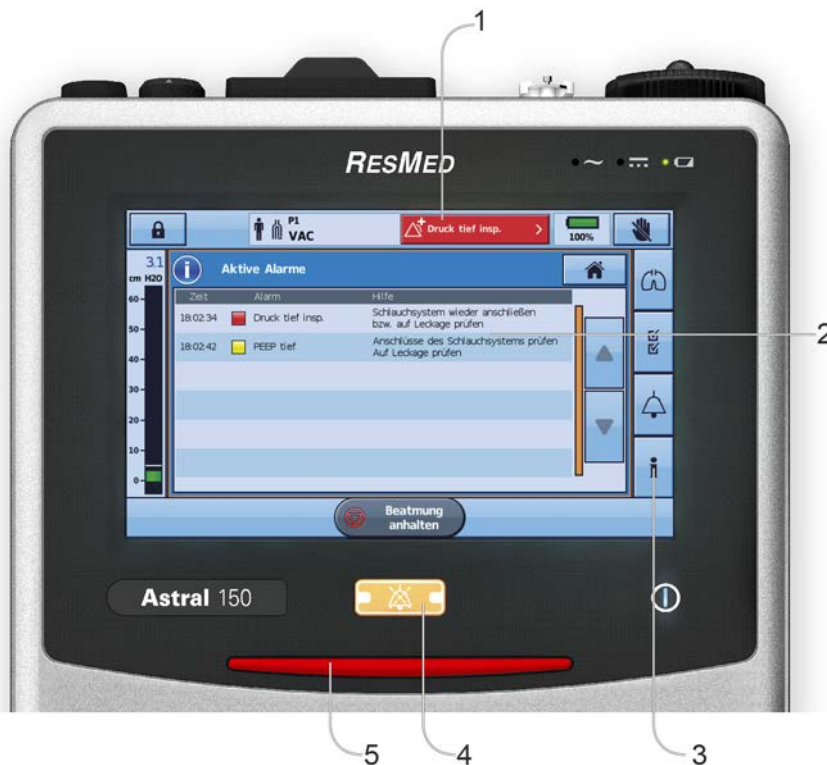 1
RESMED
P1
VAC
Druck tief insp. >
100%
3.1
cm H2O
Aktive Alarme
Zeit Alarm Hilfe
18:02:34 Druck tief insp. Schlauchsystem wieder anschließen
bzw. auf Leckage prüfen
18:02:42 PEEP tief Anschlüsse des Schlauchsystems prüfen
Auf Leckage prüfen
60
50
40
30
20
10
0
2
Beatmung
anhalten
Astral 150
5
4
3